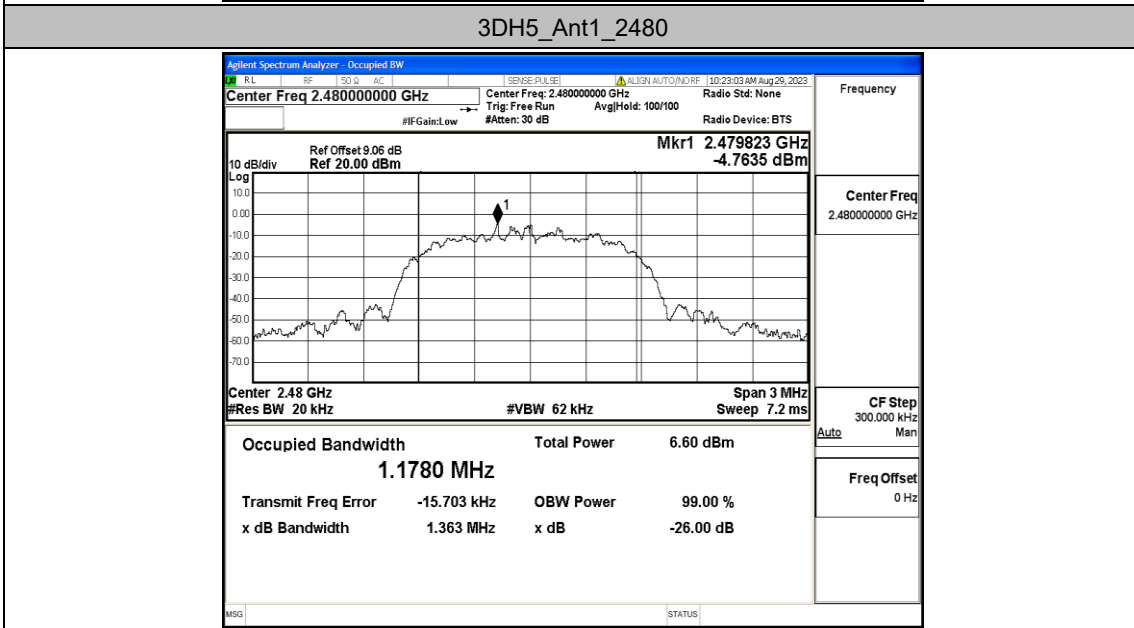 3DH5_Ant1_2480
Agilent Spectrum Analyzer - Occupied BW
RL RF 50 Ω AC SENSE:PULSE ALIGN AUTO/NO RF 10:23:03 AM Aug 29, 2023
Center Freq 2.480000000 GHz
Center Freq: 2.480000000 GHz Radio Std: None
Trig: Free Run Avg|Hold: 100/100
#IFGain:Low #Atten: 30 dB Radio Device: BTS
Frequency
Mkr1 2.479823 GHz
-4.7635 dBm
Ref Offset 9.06 dB
10 dB/div Ref 20.00 dBm
Log
10.0
0.00
-10.0
-20.0
-30.0
-40.0
-50.0
-60.0
-70.0
1
Center 2.48 GHz Span 3 MHz
#Res BW 20 kHz #VBW 62 kHz Sweep 7.2 ms
Center Freq
2.480000000 GHz
CF Step
300.000 kHz
Auto Man
Freq Offset
0 Hz
Occupied Bandwidth Total Power 6.60 dBm
1.1780 MHz
Transmit Freq Error -15.703 kHz OBW Power 99.00 %
x dB Bandwidth 1.363 MHz x dB -26.00 dB
MSG STATUS